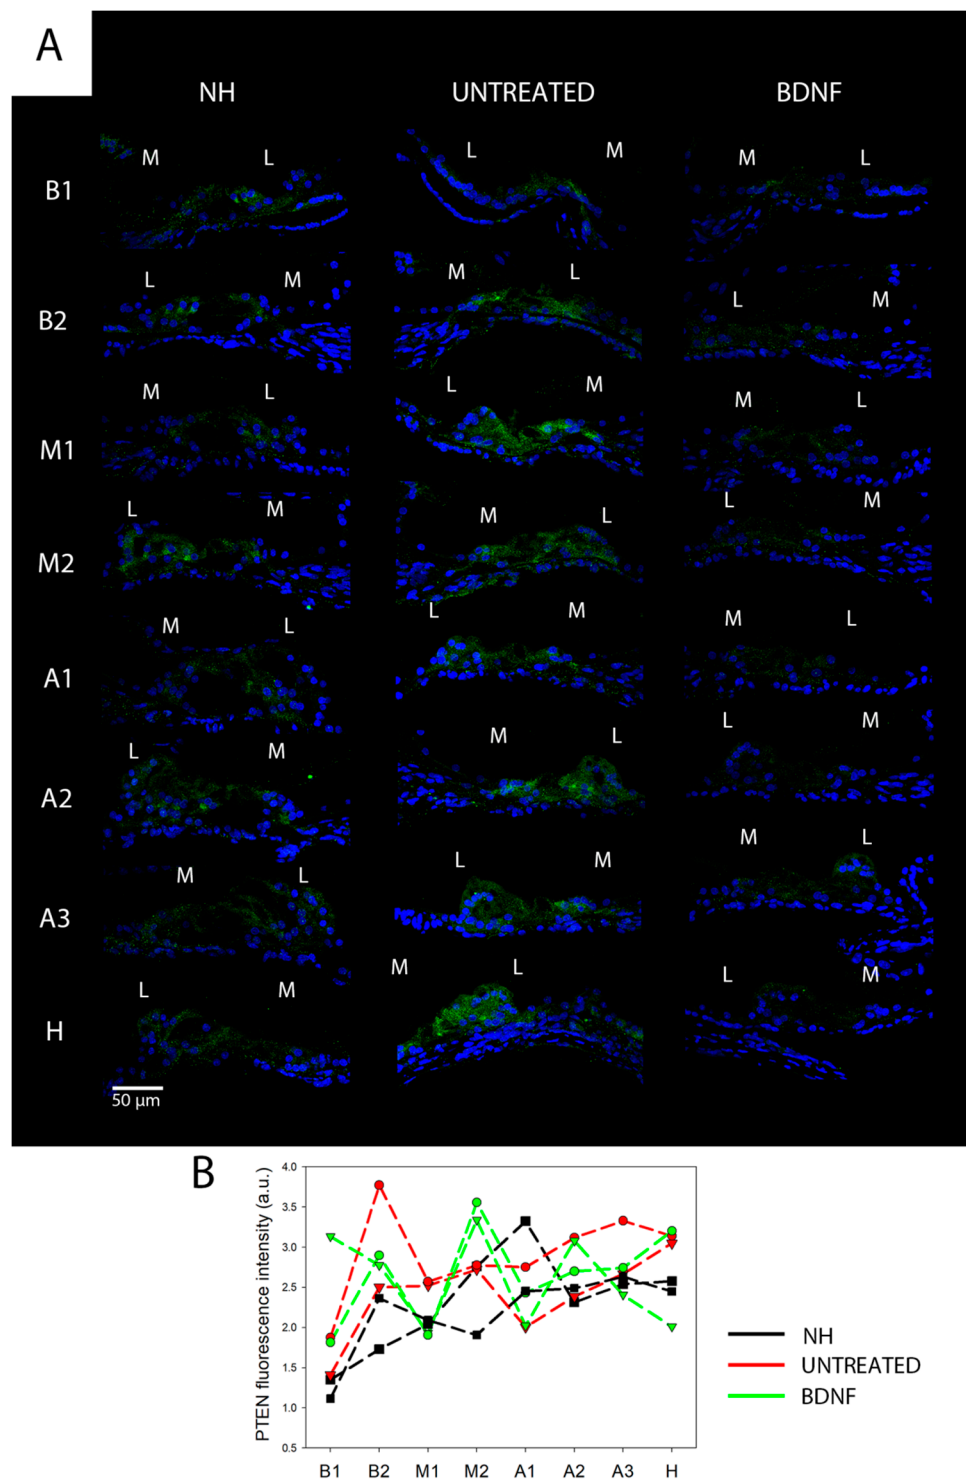 A
NH UNTREATED BDNF
M L L M M L
B1
L M M L L M
B2
M L L M M L
M1
L M M L L M
M2
M L L M M L
A1
L M M L L M
A2
M L L M M L
A3
L M M L L M
H
50 µm
B
PTEN fluorescence intensity (a.u.)
4.0
3.5
3.0
2.5
2.0
1.5
1.0
0.5
B1 B2 M1 M2 A1 A2 A3 H
NH
UNTREATED
BDNF